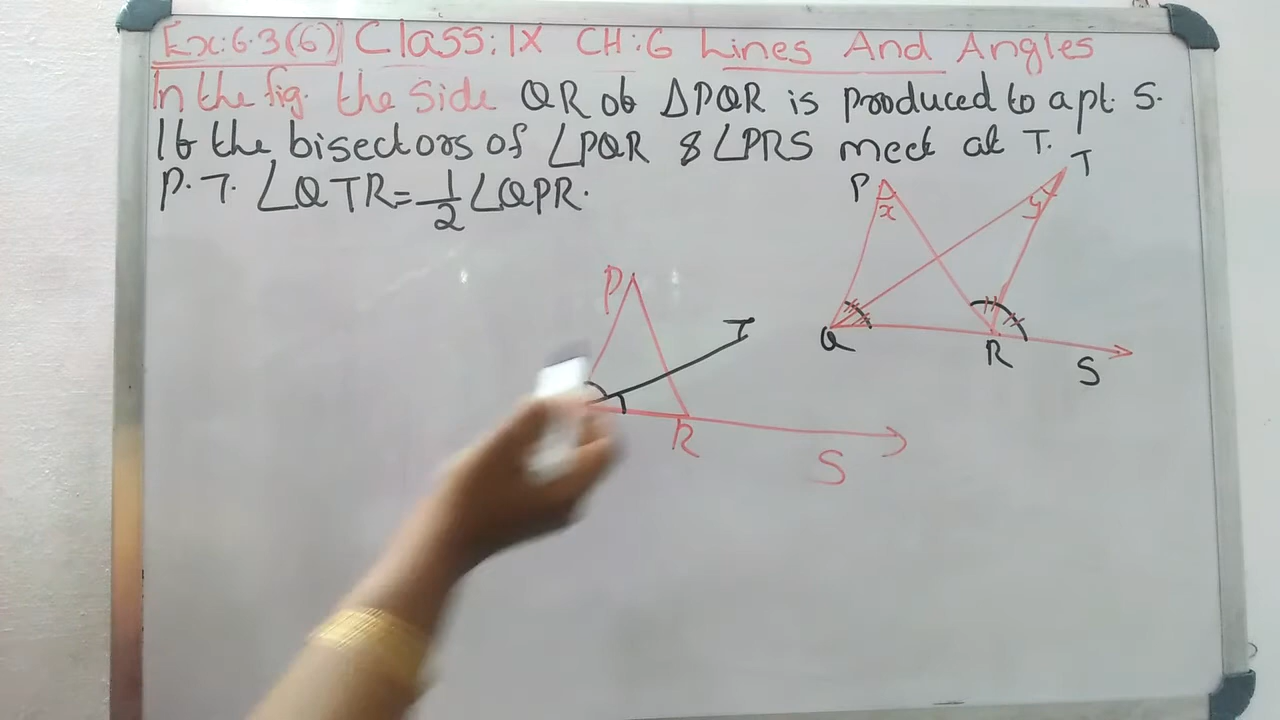 Ex:6.3(6) Class:IX CH:6 Lines And Angles
In the fig. the side QR of ΔPQR is produced to a pt. S.
If the bisectors of ∠PQR & ∠PRS meet at T.
P.T. ∠QTR=1/2∠QPR.
P
T
x
y
Q
R
S
P
T
R
S